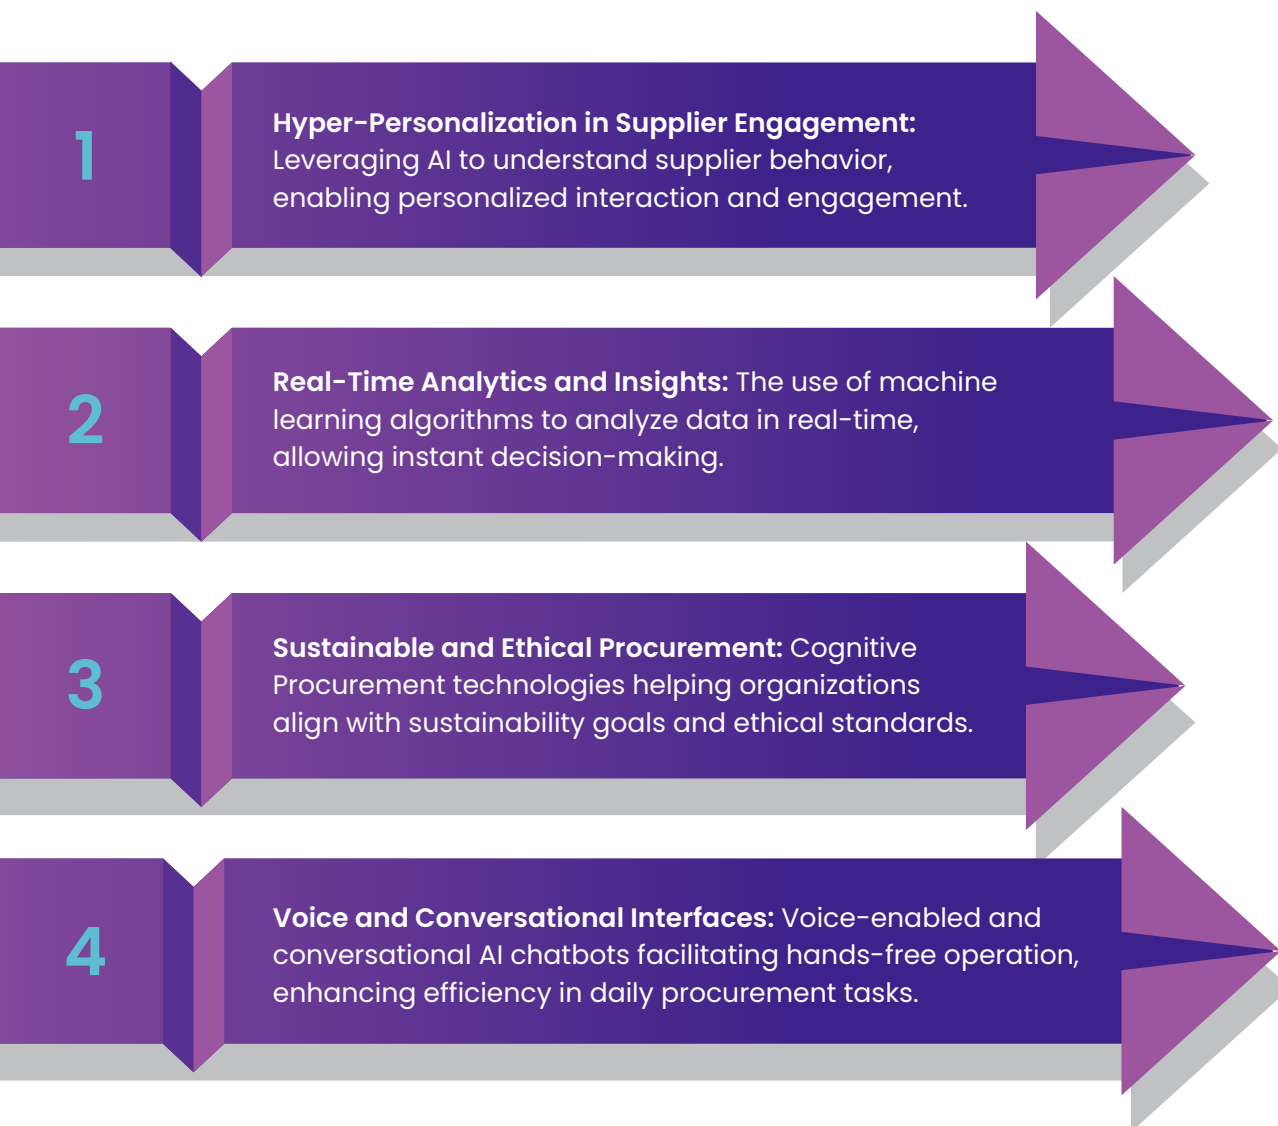 1
Hyper-Personalization in Supplier Engagement:
Leveraging AI to understand supplier behavior,
enabling personalized interaction and engagement.
2
Real-Time Analytics and Insights: The use of machine
learning algorithms to analyze data in real-time,
allowing instant decision-making.
3
Sustainable and Ethical Procurement: Cognitive
Procurement technologies helping organizations
align with sustainability goals and ethical standards.
4
Voice and Conversational Interfaces: Voice-enabled and
conversational AI chatbots facilitating hands-free operation,
enhancing efficiency in daily procurement tasks.